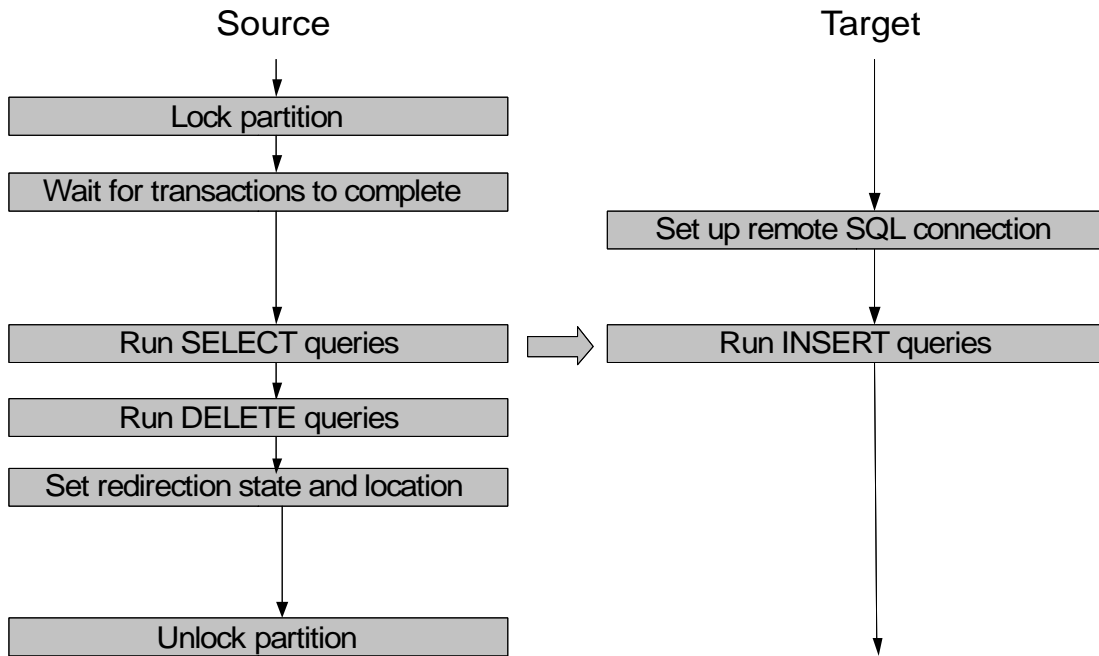 Source
Target
Lock partition
Wait for transactions to complete
Set up remote SQL connection
Run SELECT queries
Run INSERT queries
Run DELETE queries
Set redirection state and location
Unlock partition